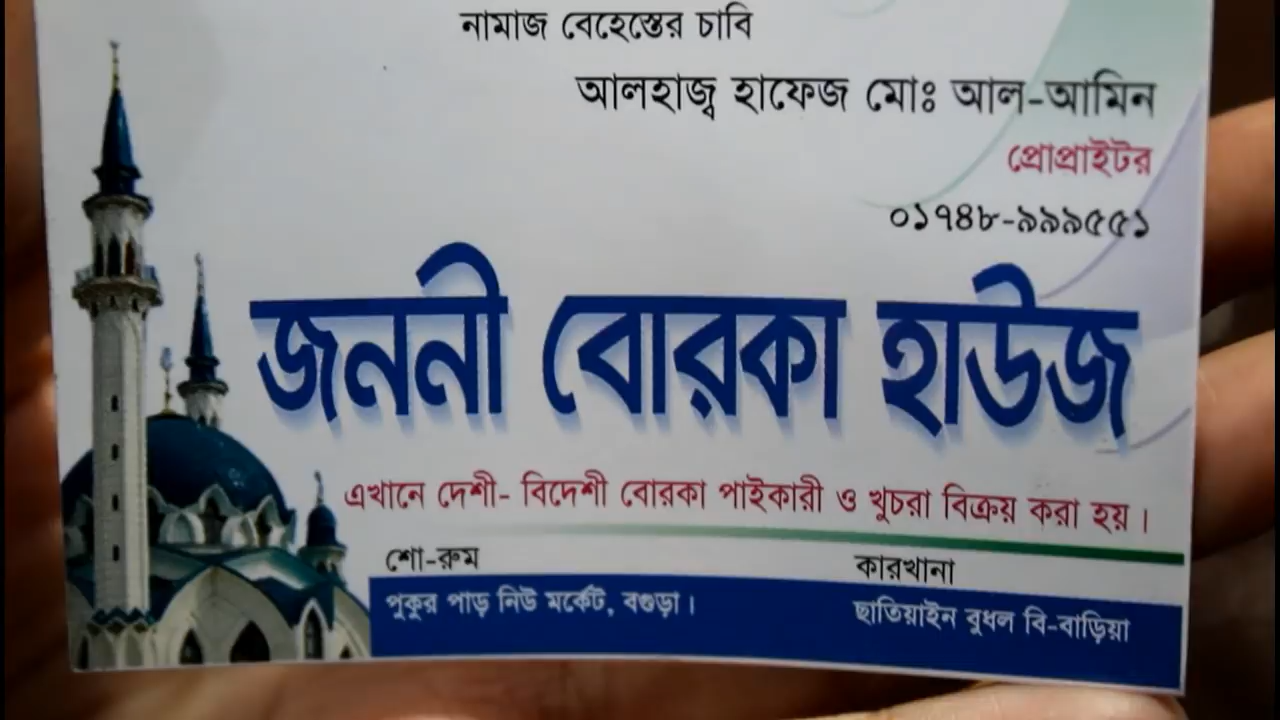 নামাজ বেহেস্তের চাবি
আলহাজ্ব হাফেজ মোঃ আল-আমিন
প্রোপ্রাইটর
০১৭৪৮-৯৯৯৫৫১
জননী বোরকা হাউজ
এখানে দেশী- বিদেশী বোরকা পাইকারী ও খুচরা বিক্রয় করা হয়।
শো-রুম
পুকুর পাড় নিউ মর্কেট, বগুড়া।
কারখানা
ছাতিয়াইন বুধল বি-বাড়িয়া